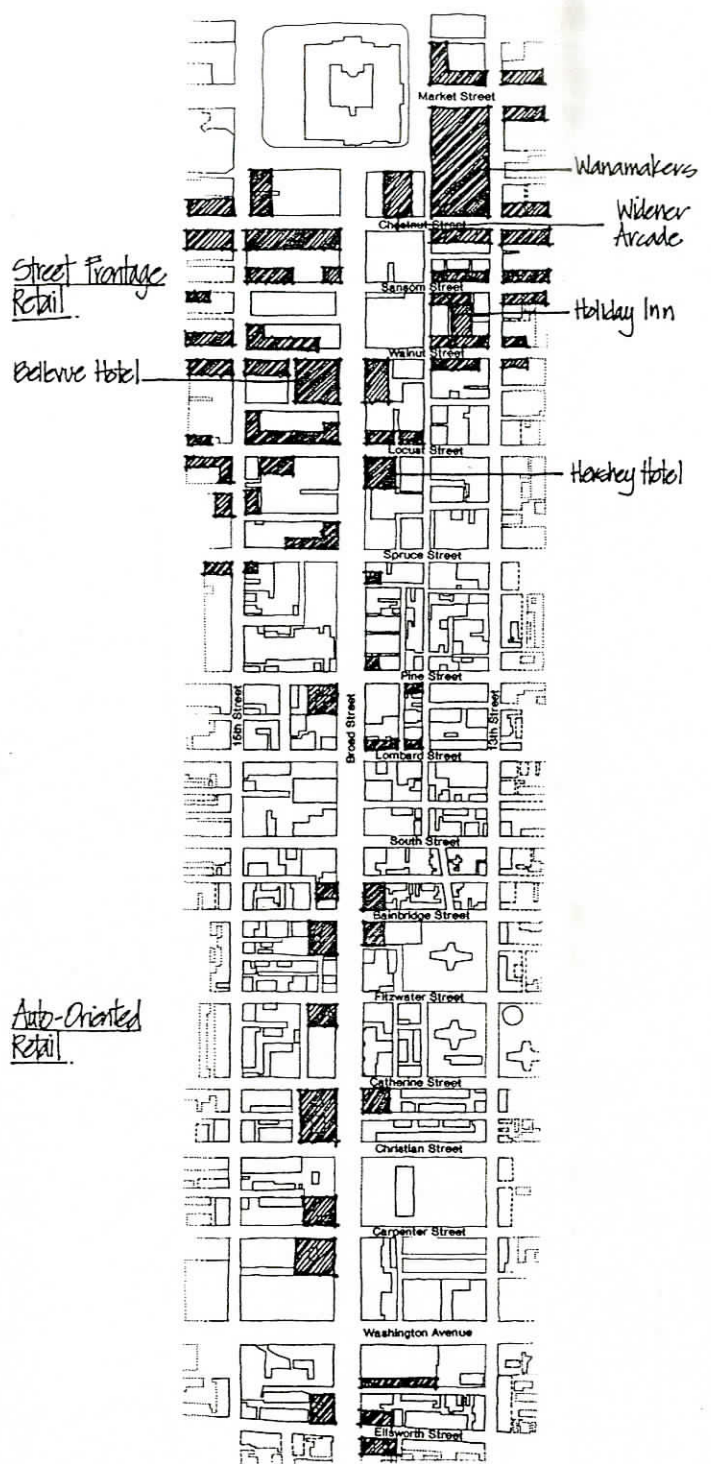 Market Street
Wanamakers
Widener
Arcade
Chestnut Street
Street Frontage
Retail
Sansom Street
Holiday Inn
Walnut Street
Bellevue Hotel
Locust Street
Hershey Hotel
Spruce Street
Pine Street
15th Street
Broad Street
13th Street
Lombard Street
South Street
Bainbridge Street
Fitzwater Street
Auto-Oriented
Retail
Catherine Street
Christian Street
Carpenter Street
Washington Avenue
Ellsworth Street